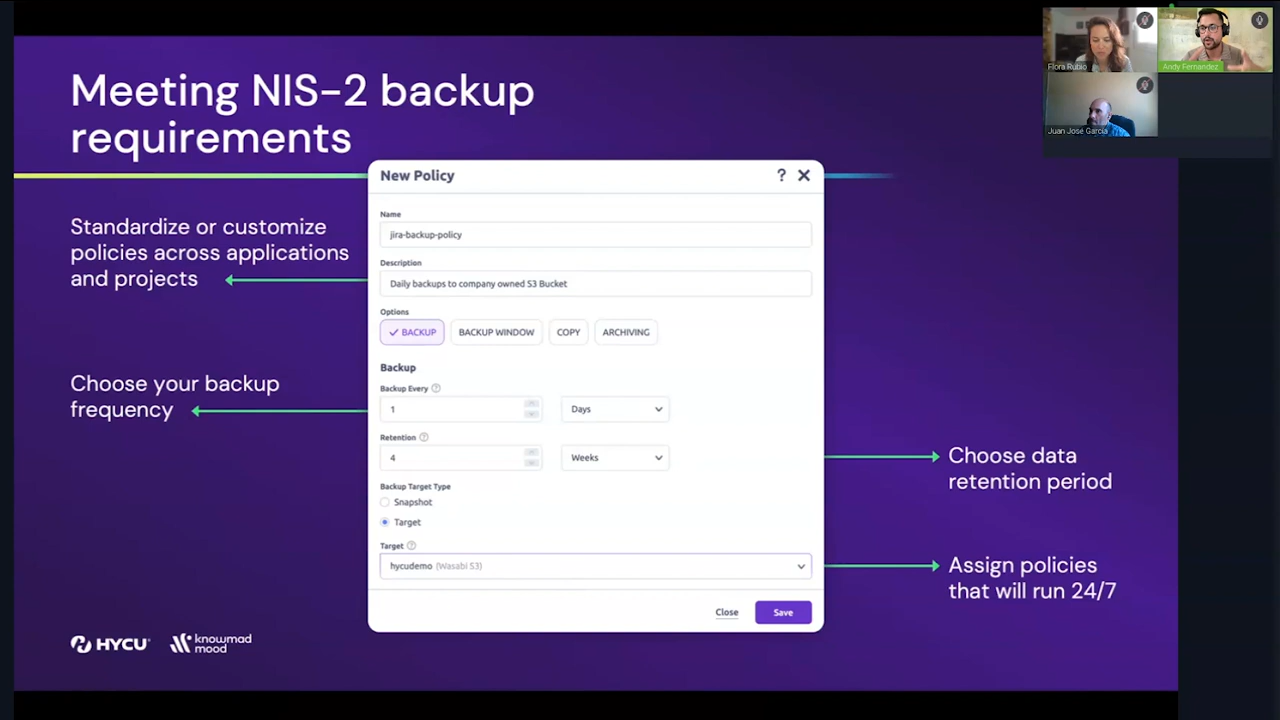 Meeting NIS-2 backup
requirements
Standardize or customize
policies across applications
and projects
Choose your backup
frequency
New Policy
?
Name
jira-backup-policy
Description
Daily backups to company owned S3 Bucket
Options
BACKUP
BACKUP WINDOW
COPY
ARCHIVING
Backup
Backup Every ?
1
Days
Retention ?
4
Weeks
Backup Target Type
Snapshot
Target
Target ?
hycudemo (Wasabi S3)
Close
Save
Choose data
retention period
Assign policies
that will run 24/7
HYCU
knowmad
mood
Flora Rubio
Andy Fernandez
Juan José García